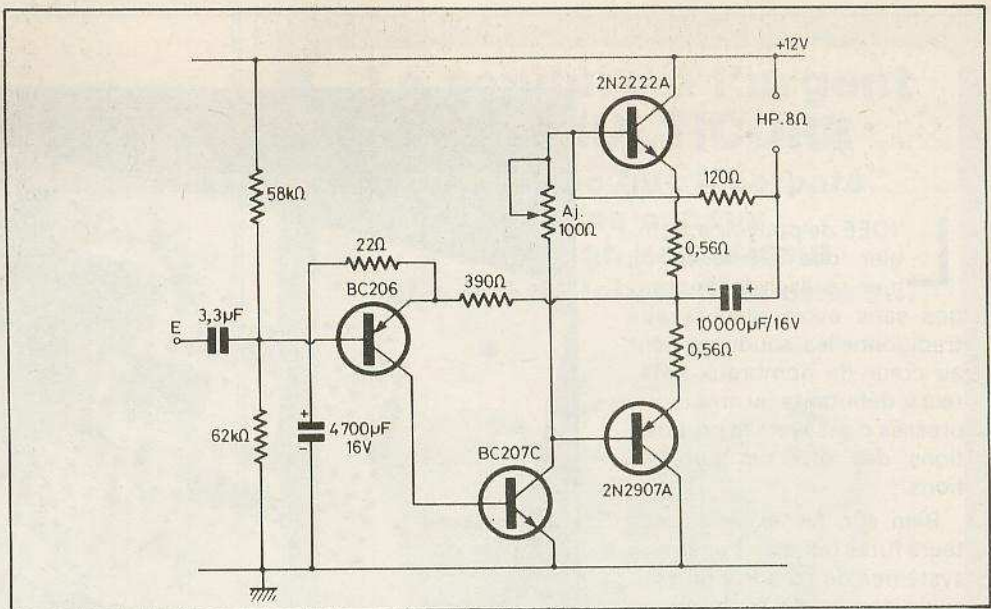 +12V
2N2222A
HP.8Ω
58kΩ
120Ω
Aj.
100Ω
22Ω
0,56Ω
BC206
390Ω
3,3µF
E
- +
10000µF/16V
0,56Ω
+
4700µF
-
16V
62kΩ
BC207C
2N2907A